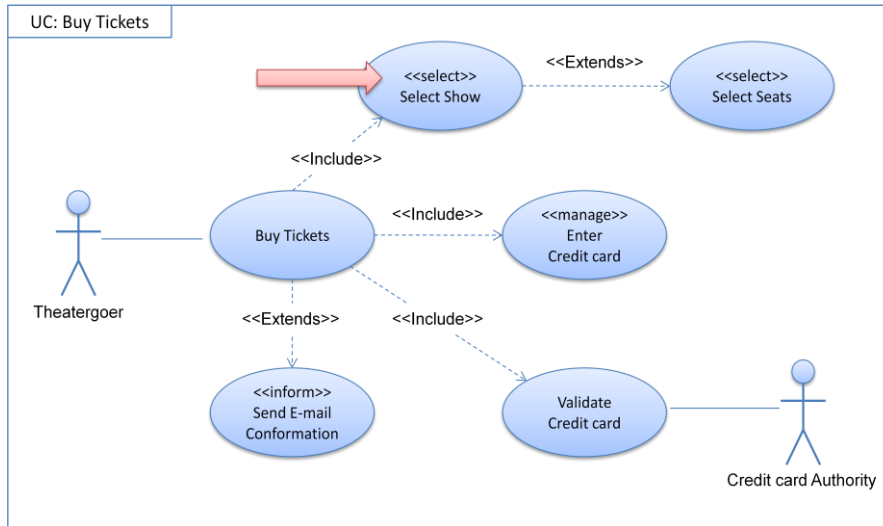 UC: Buy Tickets
<<select>>
Select Show
<<Extends>>
<<select>>
Select Seats
<<Include>>
Buy Tickets
<<Include>>
<<manage>>
Enter
Credit card
Theatergoer
<<Extends>>
<<Include>>
<<inform>>
Send E-mail
Conformation
Validate
Credit card
Credit card Authority